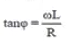 tanφ = ωL/R